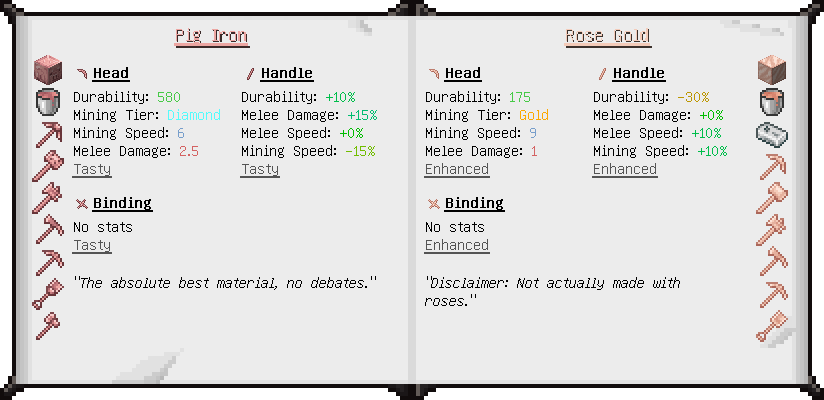 Pig Iron
Head
Durability: 580
Mining Tier: Diamond
Mining Speed: 6
Melee Damage: 2.5
Tasty
Handle
Durability: +10%
Melee Damage: +15%
Melee Speed: +0%
Mining Speed: -15%
Tasty
Binding
No stats
Tasty
"The absolute best material, no debates."
Rose Gold
Head
Durability: 175
Mining Tier: Gold
Mining Speed: 9
Melee Damage: 1
Enhanced
Handle
Durability: -30%
Melee Damage: +0%
Melee Speed: +10%
Mining Speed: +10%
Enhanced
Binding
No stats
Enhanced
"Disclaimer: Not actually made with
roses."